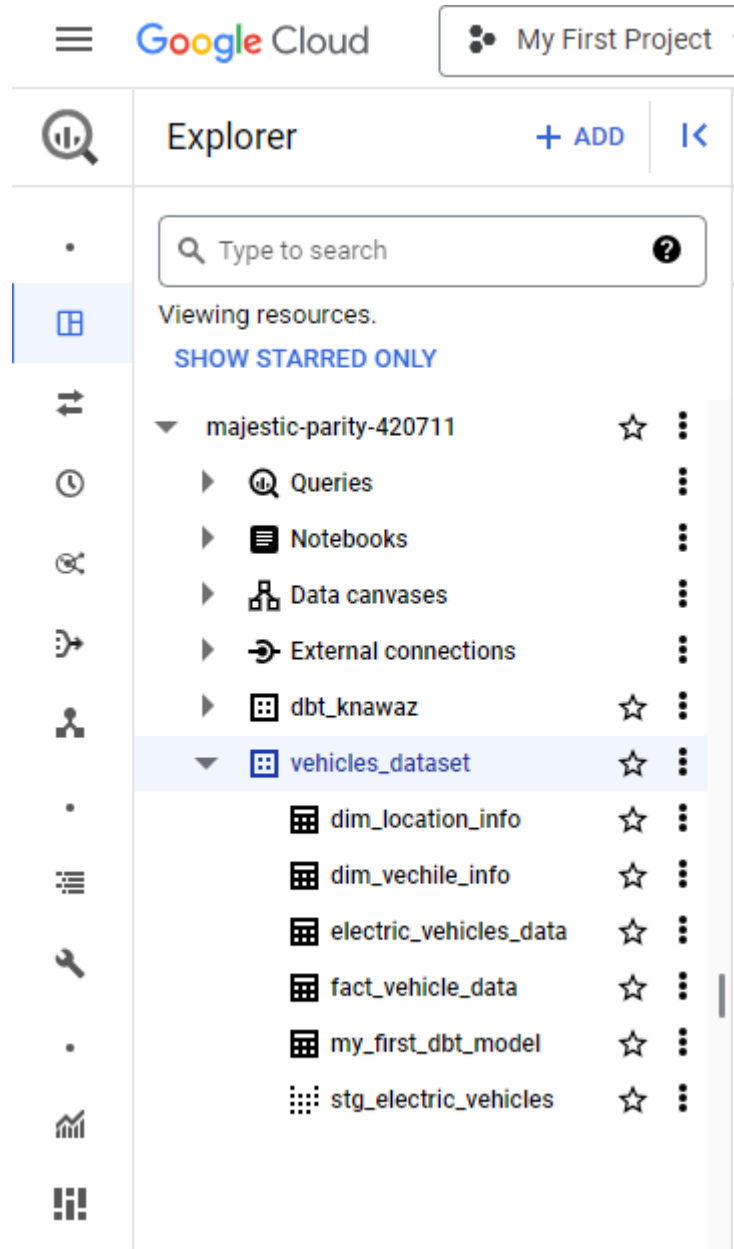 Google Cloud
My First Project
Explorer
+ ADD
Type to search
Viewing resources.
SHOW STARRED ONLY
majestic-parity-420711
Queries
Notebooks
Data canvases
External connections
dbt_knawaz
vehicles_dataset
dim_location_info
dim_vechile_info
electric_vehicles_data
fact_vehicle_data
my_first_dbt_model
stg_electric_vehicles